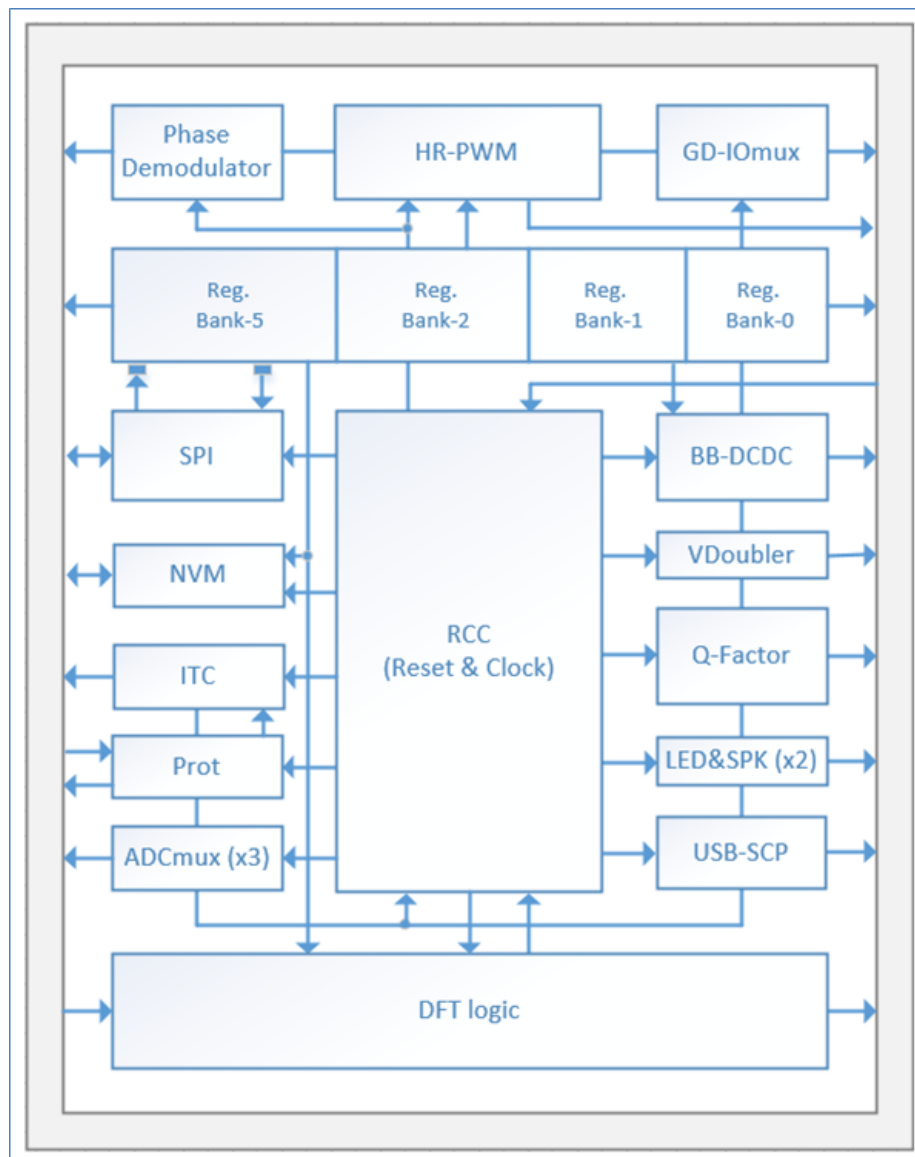 Phase
Demodulator
HR-PWM
GD-IOmux
Reg.
Bank-5
Reg.
Bank-2
Reg.
Bank-1
Reg.
Bank-0
SPI
BB-DCDC
NVM
VDoubler
RCC
(Reset & Clock)
ITC
Q-Factor
Prot
LED&SPK (x2)
ADCmux (x3)
USB-SCP
DFT logic